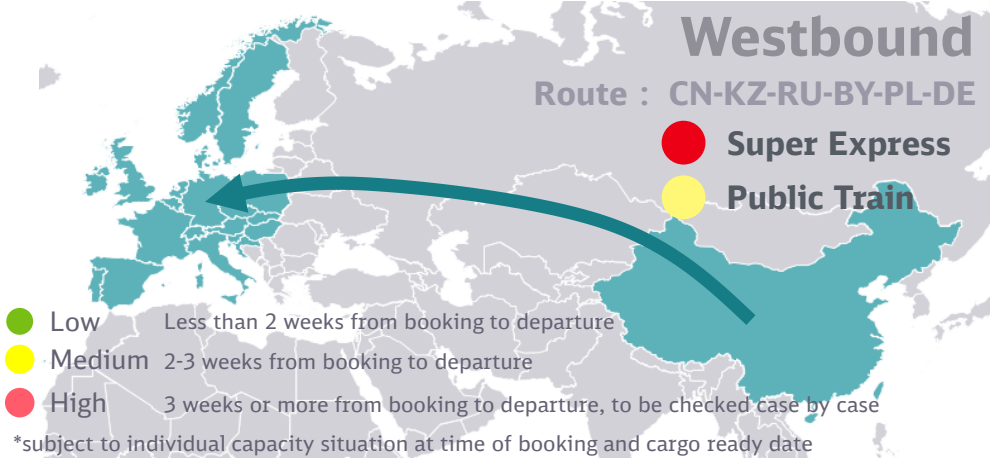 Westbound
Route : CN-KZ-RU-BY-PL-DE
Super Express
Public Train
Low Less than 2 weeks from booking to departure
Medium 2-3 weeks from booking to departure
High 3 weeks or more from booking to departure, to be checked case by case
*subject to individual capacity situation at time of booking and cargo ready date